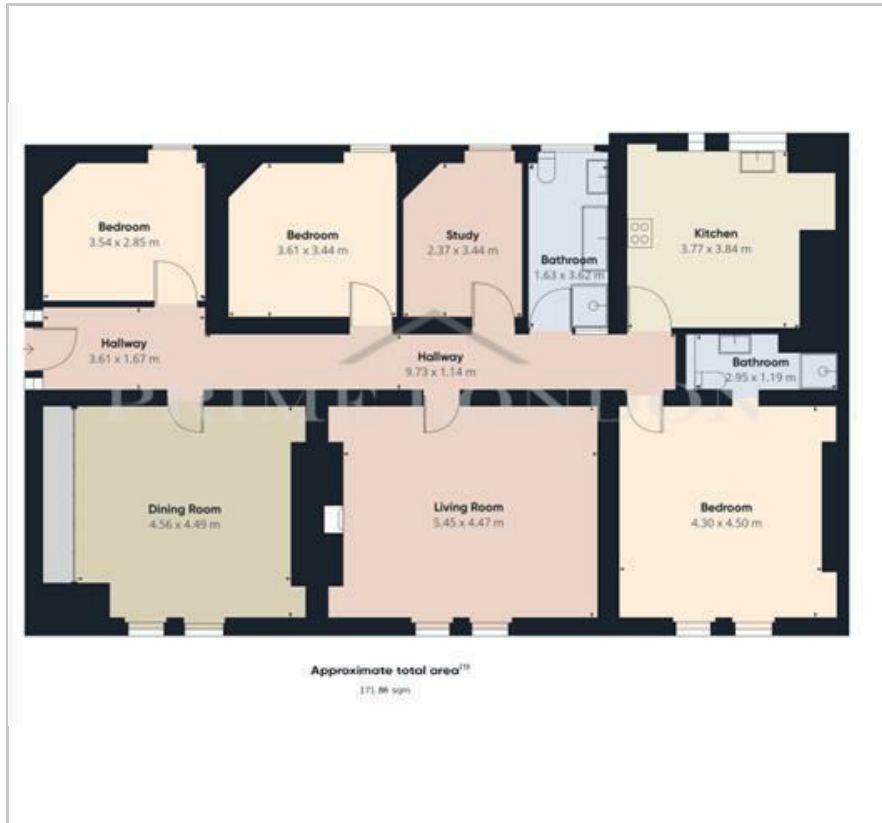 Bedroom
3.54 x 2.85 m
Bedroom
3.61 x 3.44 m
Study
2.37 x 3.44 m
Bathroom
1.63 x 3.62 m
Kitchen
3.77 x 3.84 m
Hallway
3.61 x 1.67 m
Hallway
9.73 x 1.14 m
Bathroom
2.95 x 1.19 m
PRIME LONDON
Dining Room
4.56 x 4.49 m
Living Room
5.45 x 4.47 m
Bedroom
4.30 x 4.50 m
Approximate total area
171.86 sqm